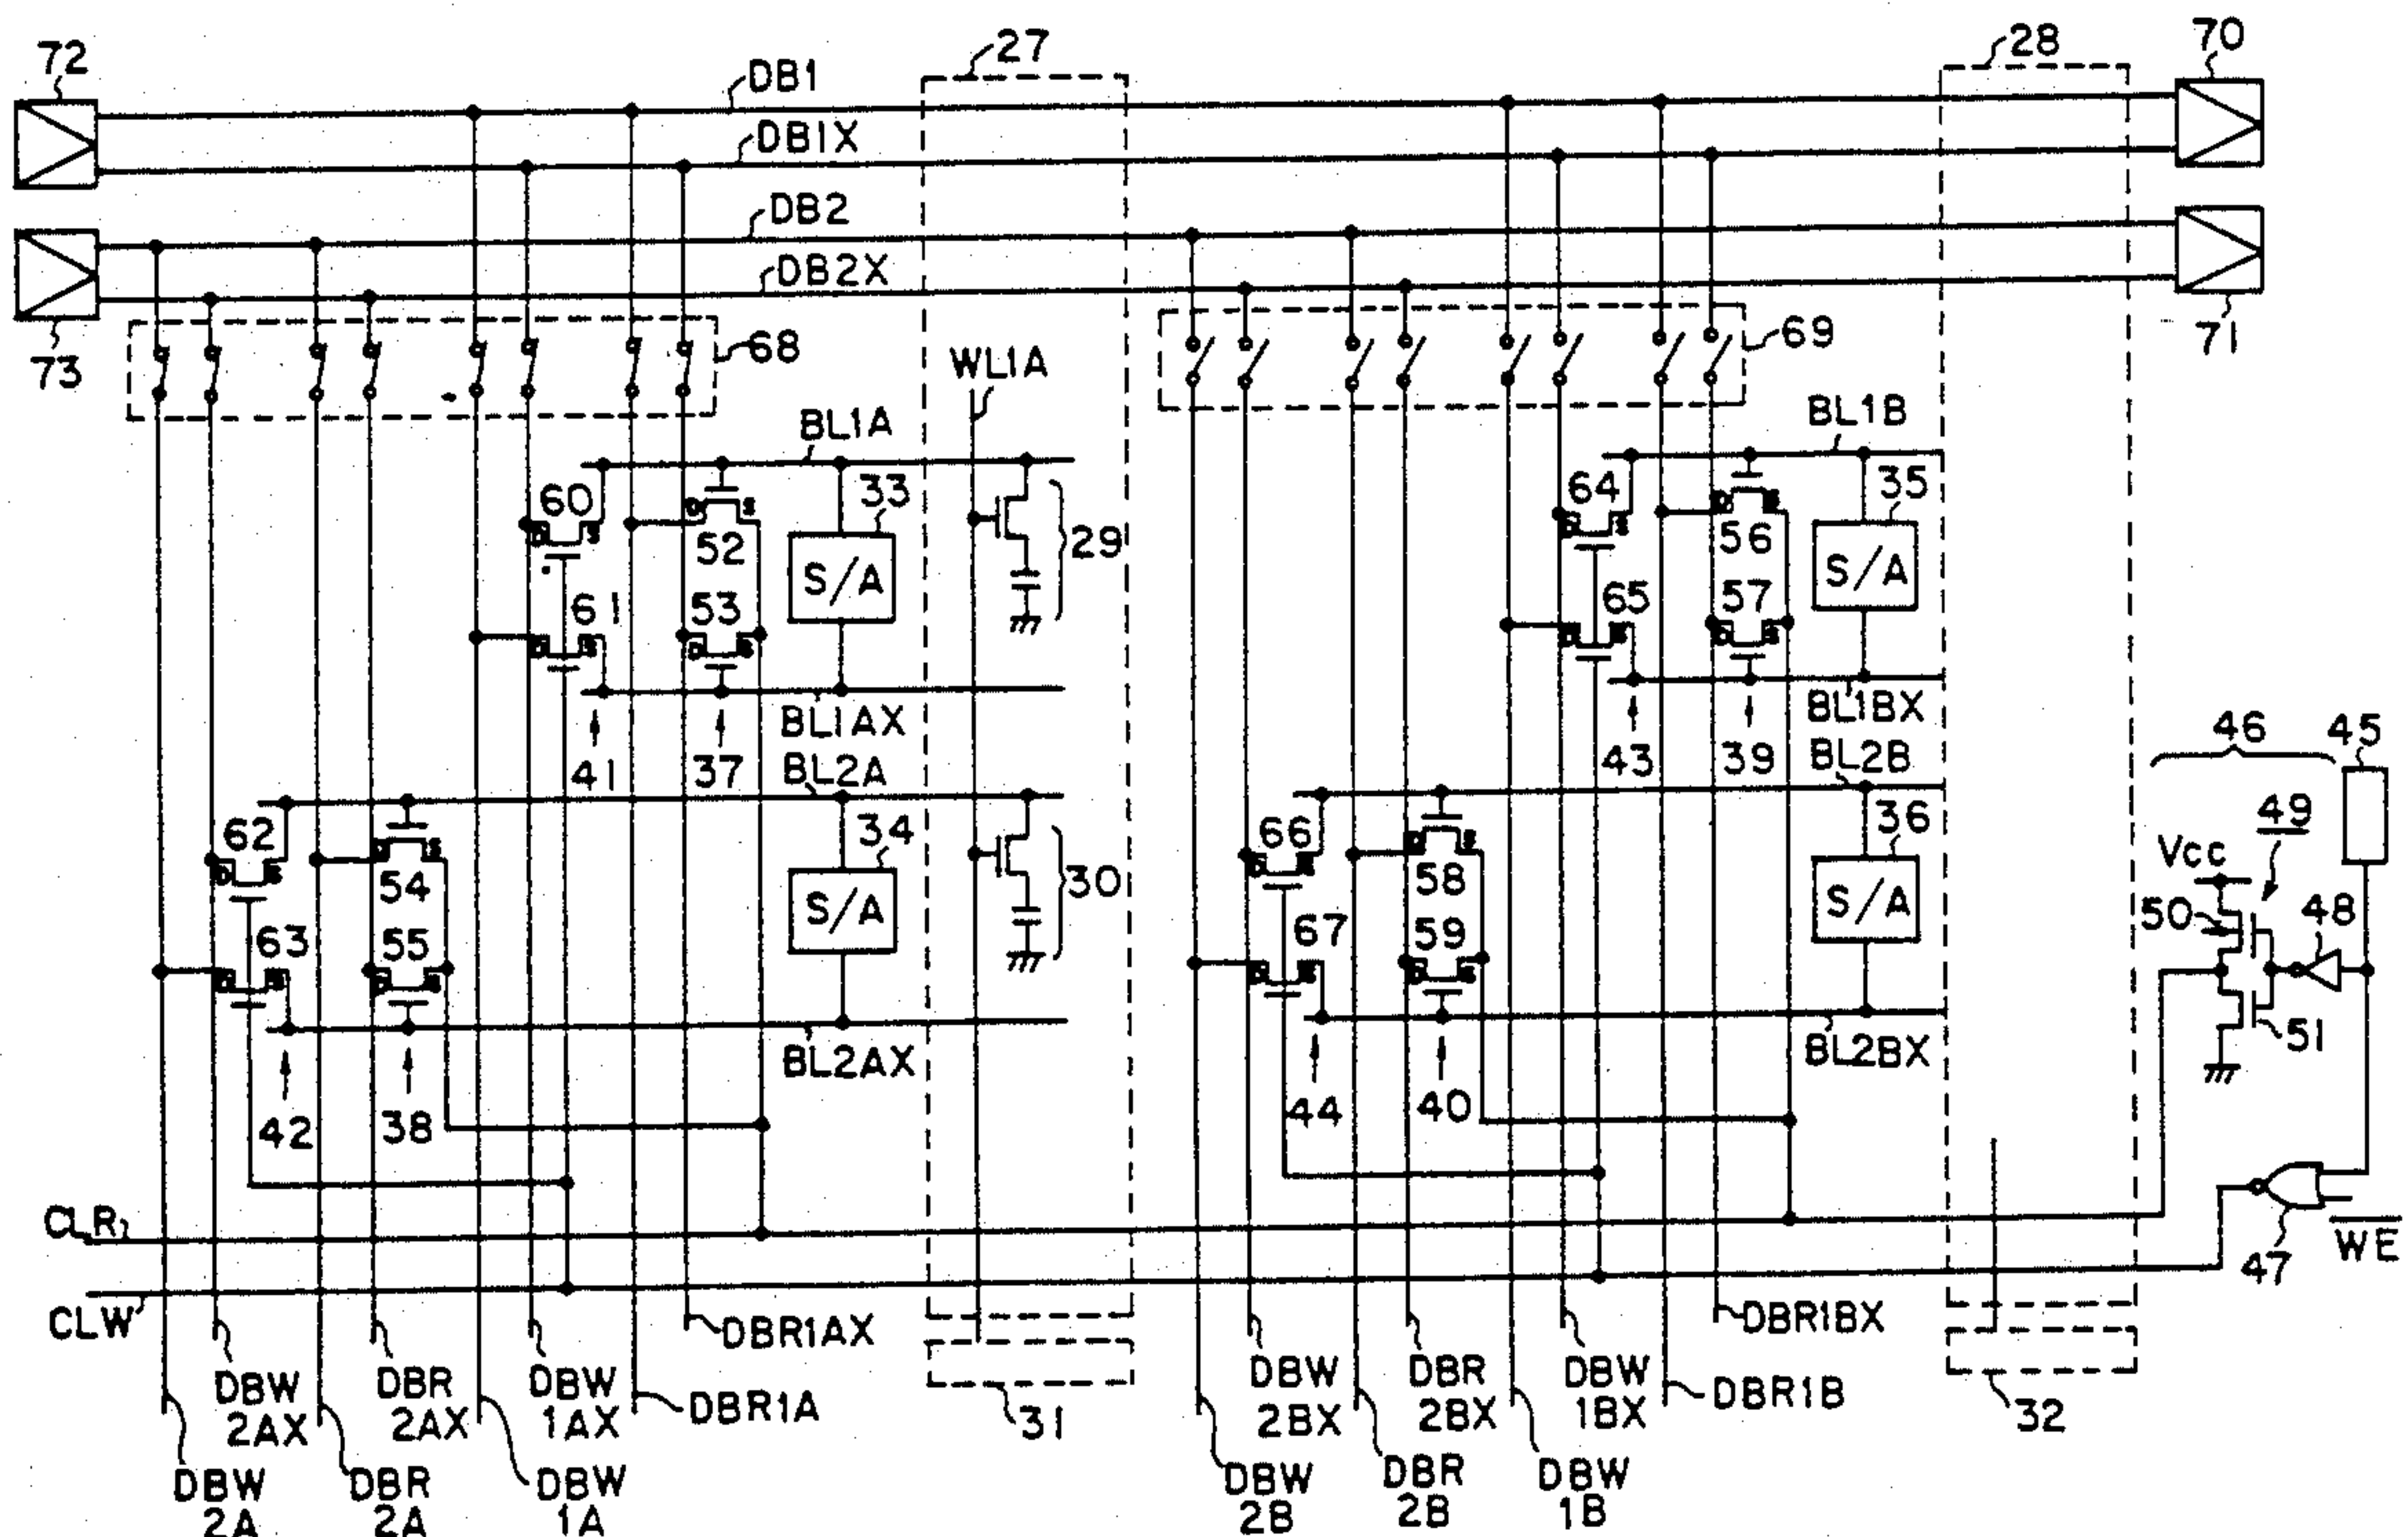 72
DB1
27
28
70
DB1X
DB2
DB2X
73
68
WL1A
69
71
BL1A
BL1B
60
33
29
64
35
52
S/A
56
S/A
61
53
65
57
BL1AX
BL1BX
41
37
43
39
46
45
BL2A
BL2B
62
34
30
66
36
49
Vcc
54
S/A
58
S/A
50
48
63
55
67
59
51
BL2AX
BL2BX
42
38
44
40
CLR
47
WE
CLW
DBR1AX
DBR1BX
DBW
2AX
DBR
2AX
DBW
1AX
DBR1A
31
DBW
2BX
DBR
2BX
DBW
1BX
DBR1B
32
DBW
2A
DBR
2A
DBW
1A
DBW
2B
DBR
2B
DBW
1B